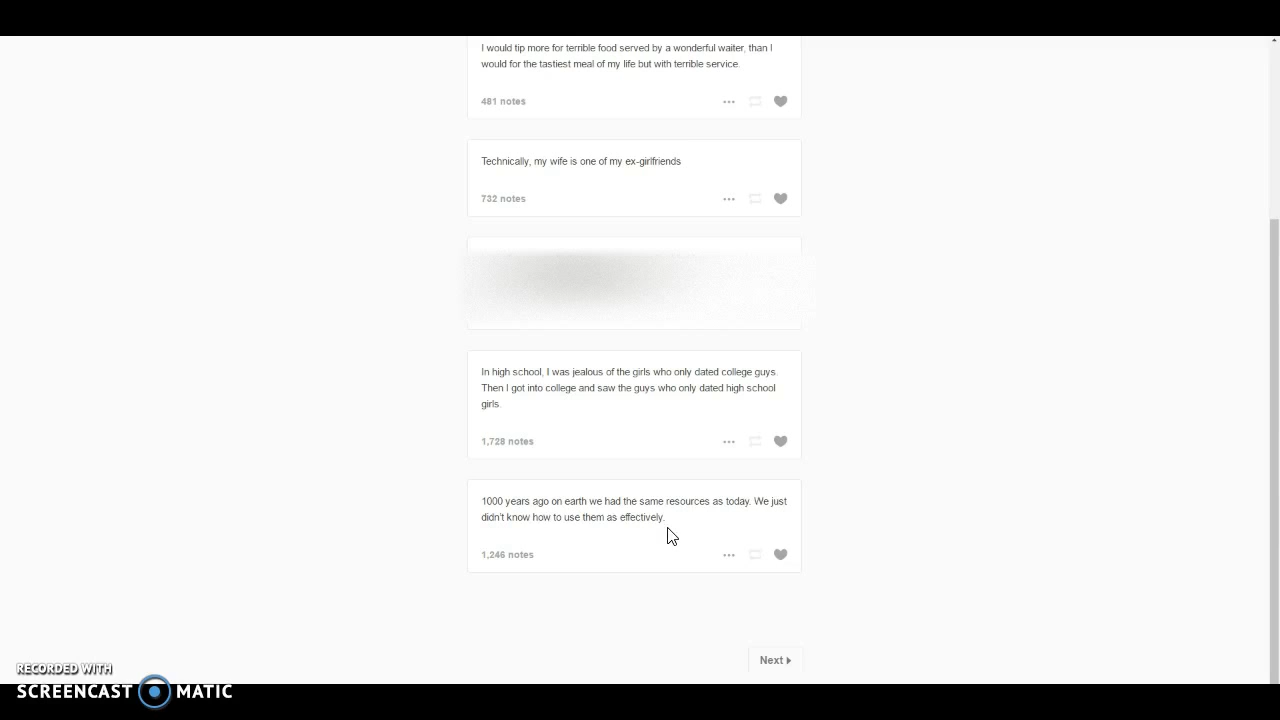 I would tip more for terrible food served by a wonderful waiter, than I
would for the tastiest meal of my life but with terrible service.
481 notes
Technically, my wife is one of my ex-girlfriends
732 notes
In high school, I was jealous of the girls who only dated college guys.
Then I got into college and saw the guys who only dated high school
girls.
1,728 notes
1000 years ago on earth we had the same resources as today. We just
didn't know how to use them as effectively.
1,246 notes
Next
RECORDED WITH
SCREENCAST MATIC